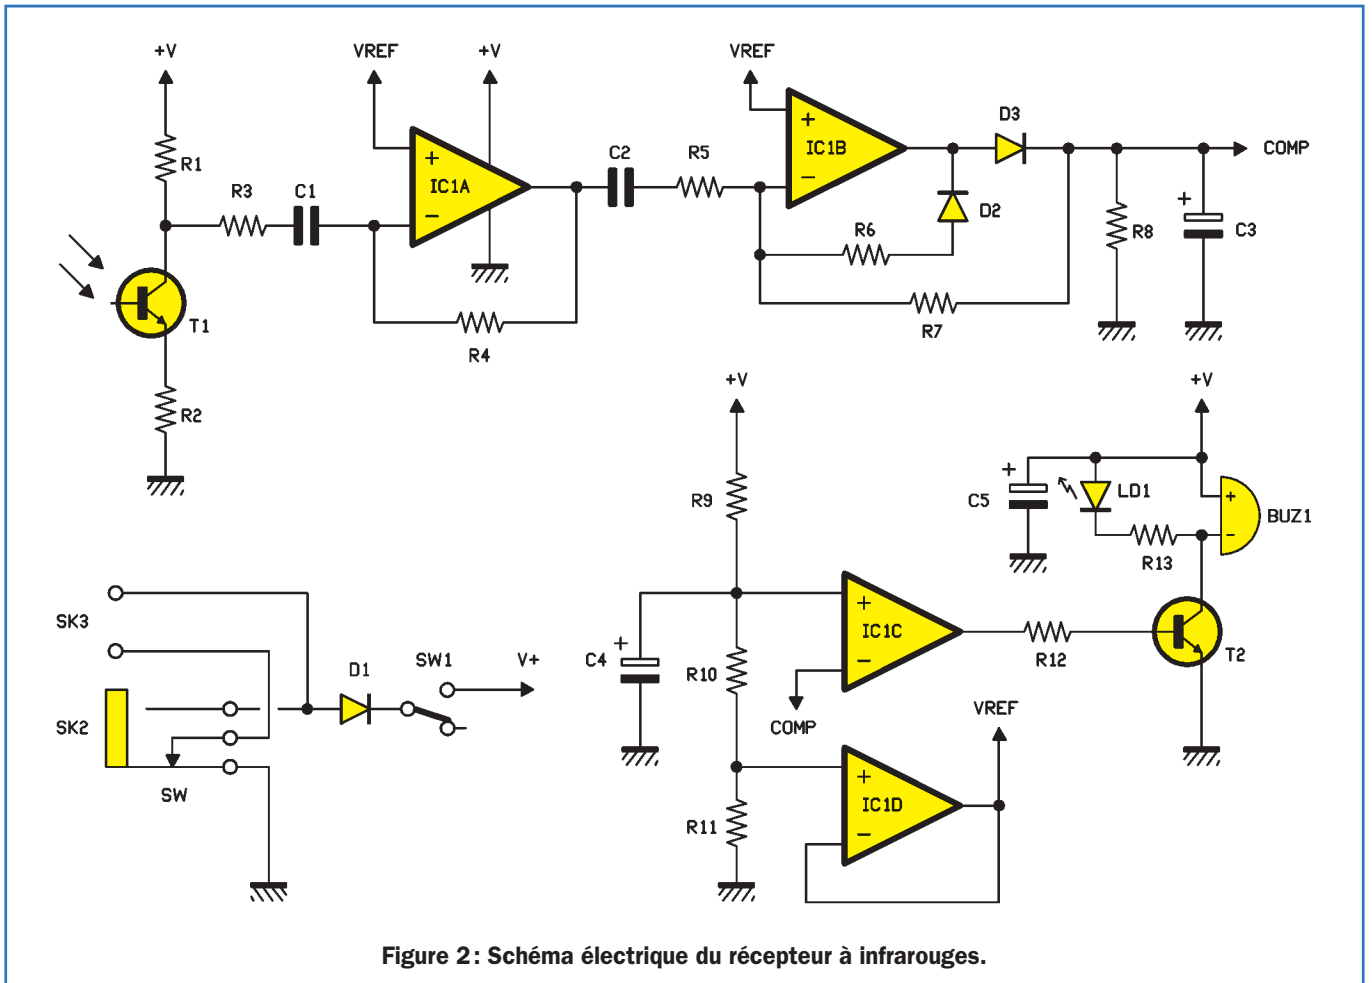 +V
VREF
+V
VREF
R1
R3
C1
+
IC1A
−
C2
R5
+
IC1B
−
D3
COMP
D2
R6
R8
+
C3
T1
R7
R4
R2
+V
+V
R9
+
C5
LD1
+
−
BUZ1
R13
SK3
+
IC1C
−
R12
T2
SK2
D1
SW1
V+
+
C4
R10
COMP
VREF
SW
R11
+
IC1D
−
Figure 2: Schéma électrique du récepteur à infrarouges.